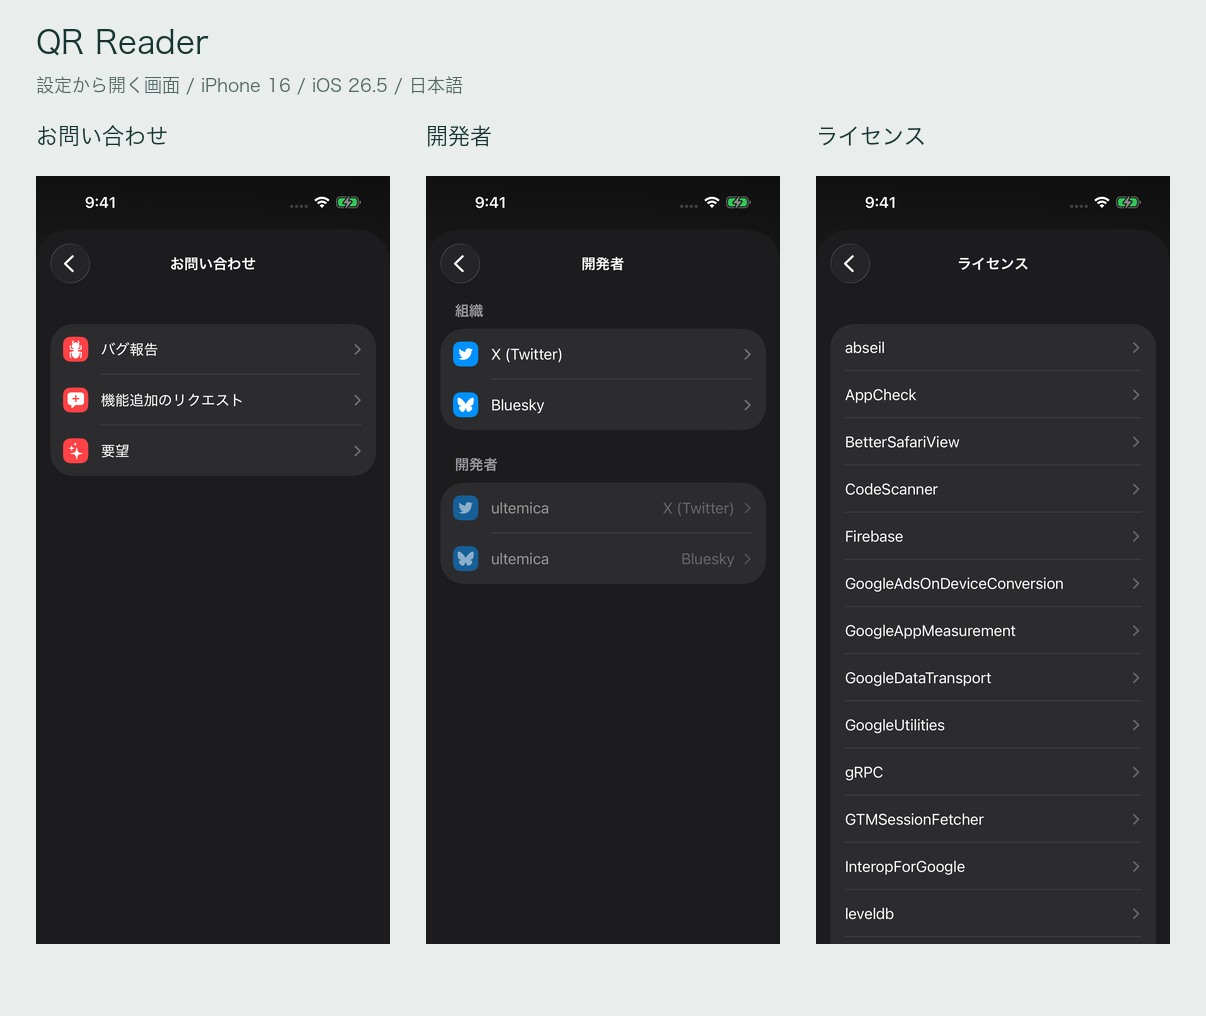 QR Reader
設定から開く画面 / iPhone 16 / iOS 26.5 / 日本語
お問い合わせ
9:41
お問い合わせ
バグ報告
機能追加のリクエスト
要望
開発者
9:41
開発者
組織
X (Twitter)
Bluesky
開発者
ultemica X (Twitter)
ultemica Bluesky
ライセンス
9:41
ライセンス
abseil
AppCheck
BetterSafariView
CodeScanner
Firebase
GoogleAdsOnDeviceConversion
GoogleAppMeasurement
GoogleDataTransport
GoogleUtilities
gRPC
GTMSessionFetcher
InteropForGoogle
leveldb